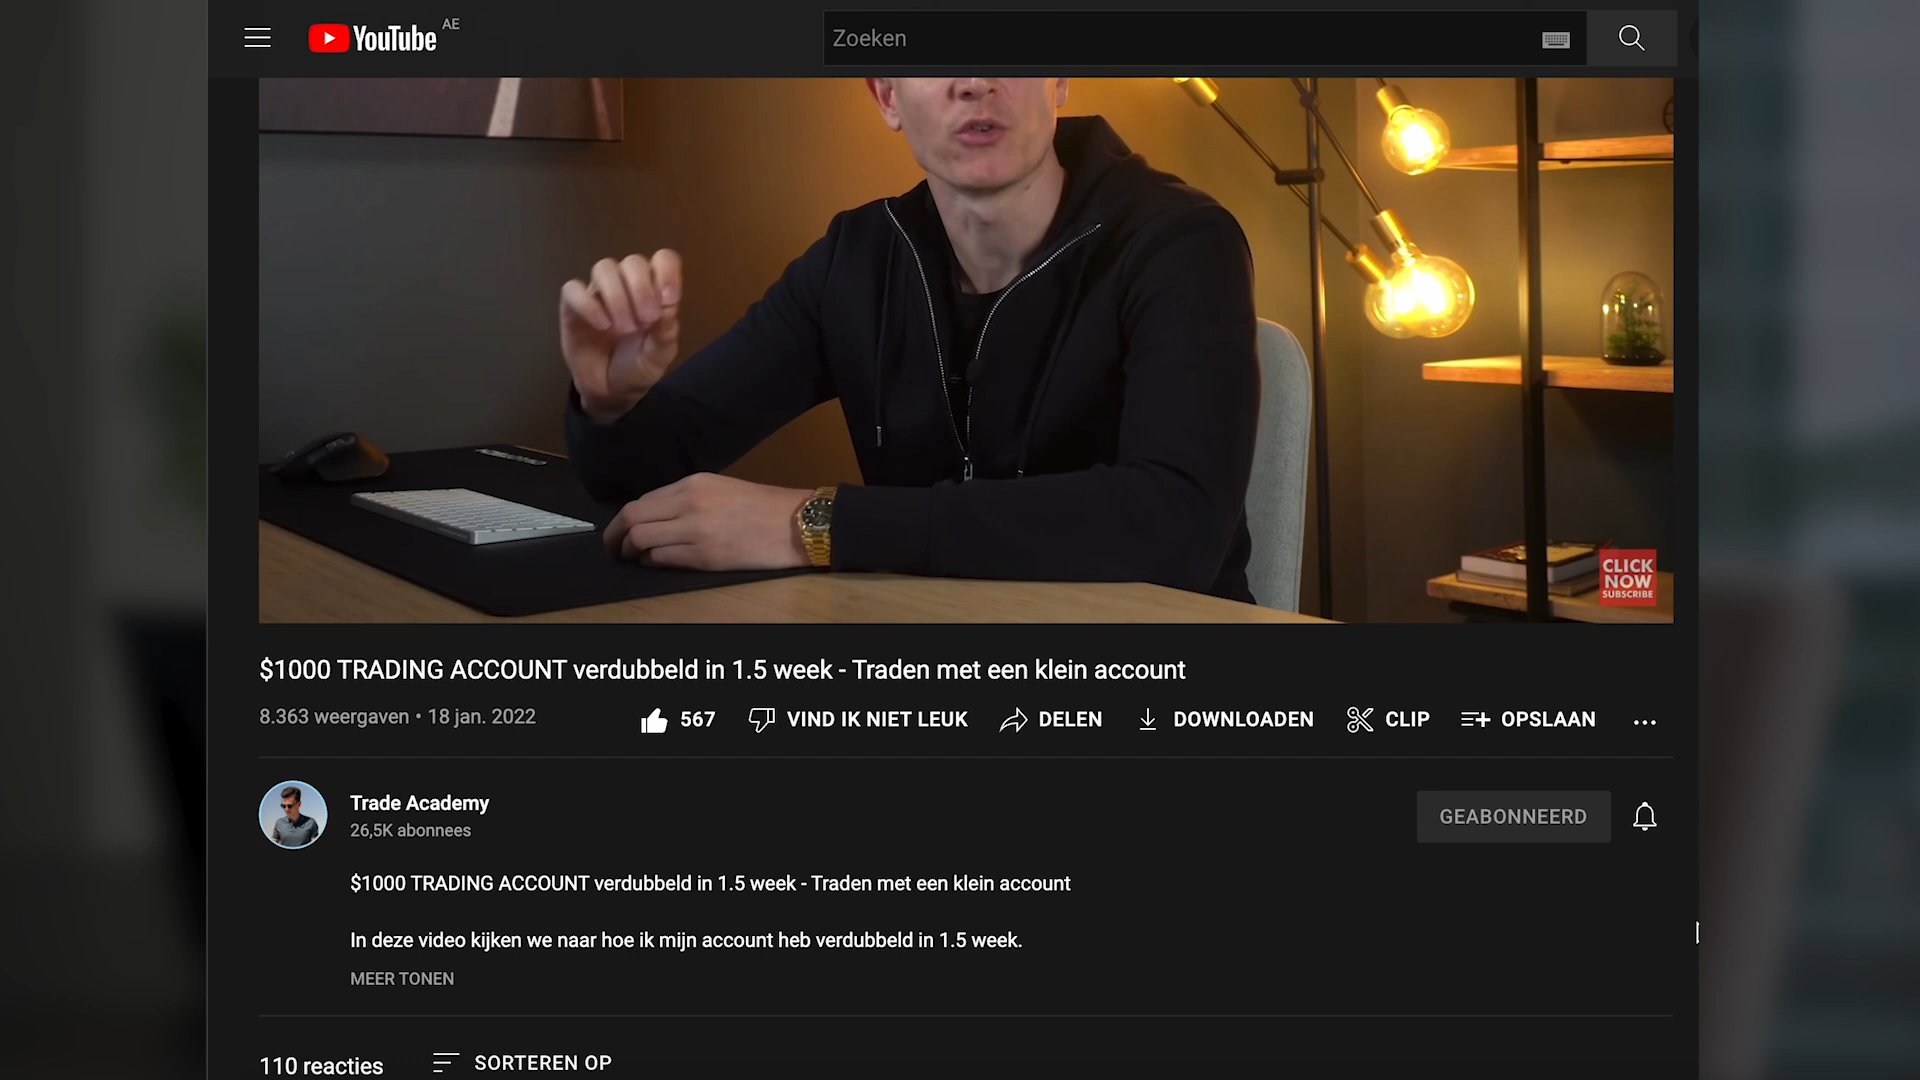 YouTube AE
Zoeken
CLICK
NOW
SUBSCRIBE
$1000 TRADING ACCOUNT verdubbeld in 1.5 week - Traden met een klein account
8.363 weergaven • 18 jan. 2022
567 VIND IK NIET LEUK DELEN DOWNLOADEN CLIP OPSLAAN
Trade Academy
26,5K abonnees
GEABONNEERD
$1000 TRADING ACCOUNT verdubbeld in 1.5 week - Traden met een klein account
In deze video kijken we naar hoe ik mijn account heb verdubbeld in 1.5 week.
MEER TONEN
110 reacties SORTEREN OP